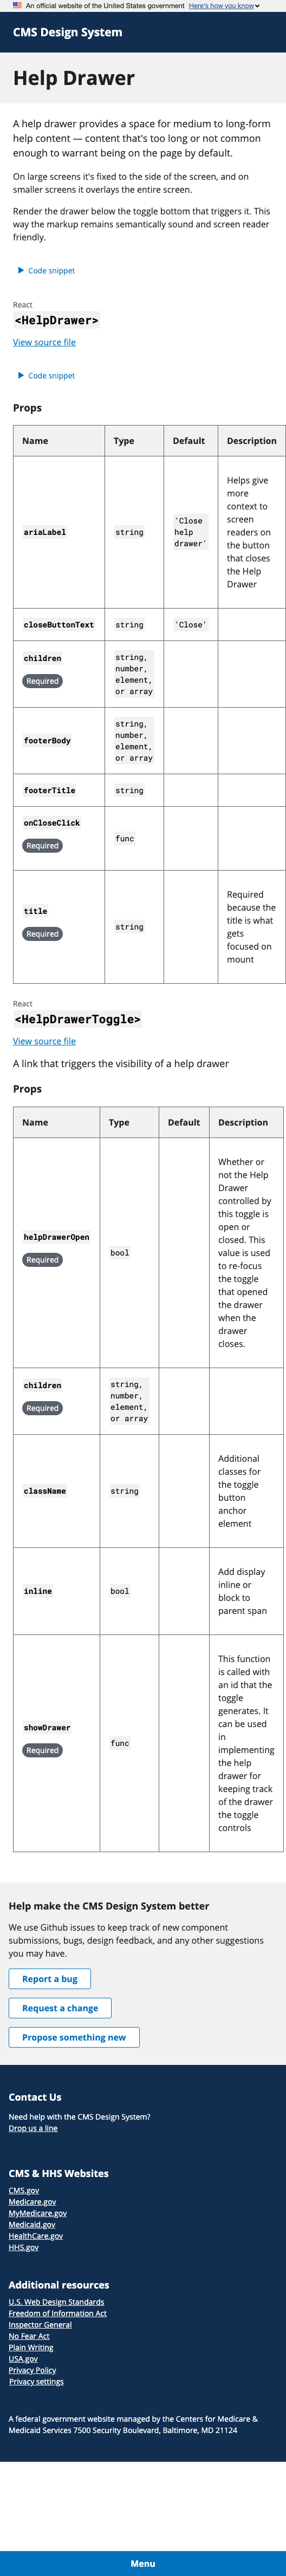 An official website of the United States government Here's how you know
CMS Design System
Help Drawer
A help drawer provides a space for medium to long-form
help content — content that's too long or not common
enough to warrant being on the page by default.
On large screens it's fixed to the side of the screen, and on
smaller screens it overlays the entire screen.
Render the drawer below the toggle bottom that triggers it. This
way the markup remains semantically sound and screen reader
friendly.
Code snippet
React
<HelpDrawer>
View source file
Code snippet
Props
Name Type Default Description
ariaLabel
string
'Close
help
drawer'
Helps give
more
context to
screen
readers on
the button
that closes
the Help
Drawer
closeButtonText string 'Close'
children
Required
string,
number,
element,
or array
footerBody
string,
number,
element,
or array
footerTitle string
onCloseClick
Required
func
title
Required
string
Required
because the
title is what
gets
focused on
mount
React
<HelpDrawerToggle>
View source file
A link that triggers the visibility of a help drawer
Props
Name Type Default Description
helpDrawerOpen
Required
bool
Whether or
not the Help
Drawer
controlled by
this toggle is
open or
closed. This
value is used
to re-focus
the toggle
that opened
the drawer
when the
drawer
closes.
children
Required
string,
number,
element,
or array
className
string
Additional
classes for
the toggle
button
anchor
element
inline
bool
Add display
inline or
block to
parent span
showDrawer
Required
func
This function
is called with
an id that the
toggle
generates. It
can be used
in
implementing
the help
drawer for
keeping track
of the drawer
the toggle
controls
Help make the CMS Design System better
We use Github issues to keep track of new component
submissions, bugs, design feedback, and any other suggestions
you may have.
Report a bug
Request a change
Propose something new
Contact Us
Need help with the CMS Design System?
Drop us a line
CMS & HHS Websites
CMS.gov
Medicare.gov
MyMedicare.gov
Medicaid.gov
HealthCare.gov
HHS.gov
Additional resources
U.S. Web Design Standards
Freedom of Information Act
Inspector General
No Fear Act
Plain Writing
USA.gov
Privacy Policy
Privacy settings
A federal government website managed by the Centers for Medicare &
Medicaid Services 7500 Security Boulevard, Baltimore, MD 21124
Menu